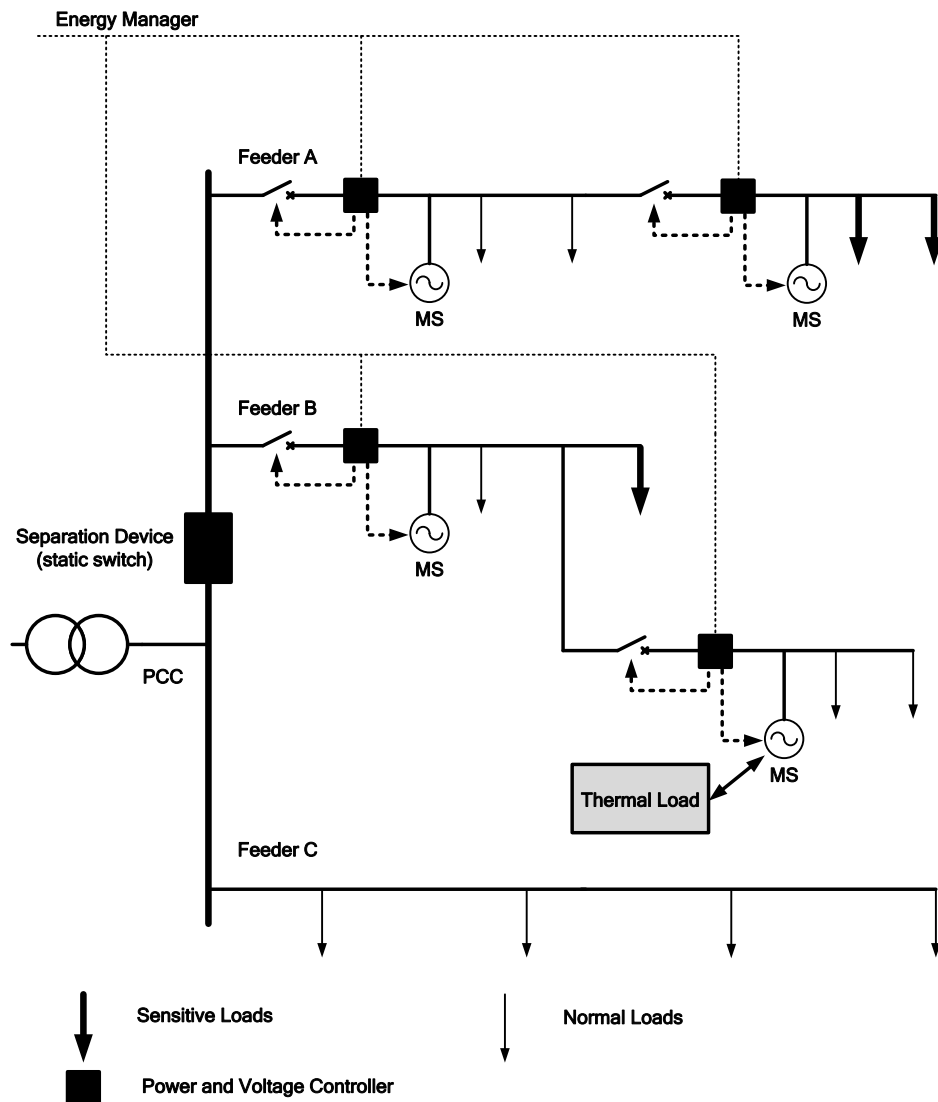 Energy Manager
Feeder A
MS
MS
Feeder B
MS
Separation Device
(static switch)
PCC
MS
Thermal Load
Feeder C
Sensitive Loads
Normal Loads
Power and Voltage Controller